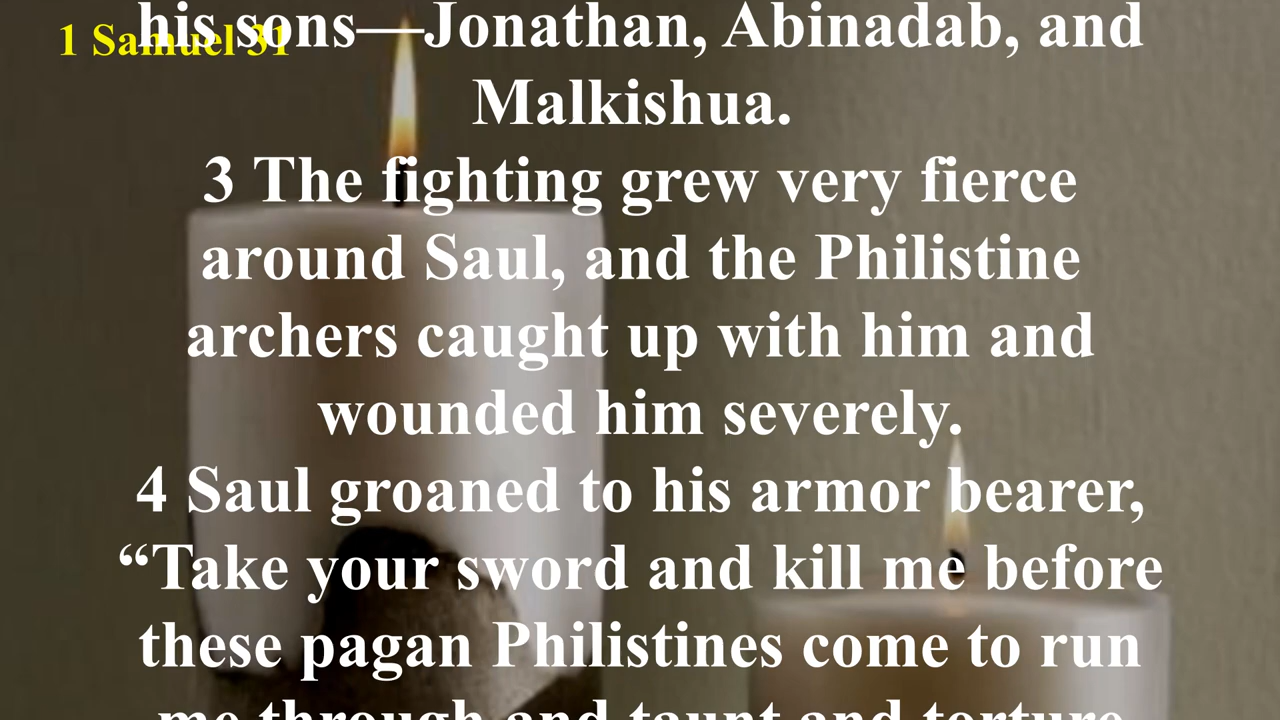 1 Samuel 31
his sons—Jonathan, Abinadab, and
Malkishua.
3 The fighting grew very fierce
around Saul, and the Philistine
archers caught up with him and
wounded him severely.
4 Saul groaned to his armor bearer,
“Take your sword and kill me before
these pagan Philistines come to run
me through and taunt and torture